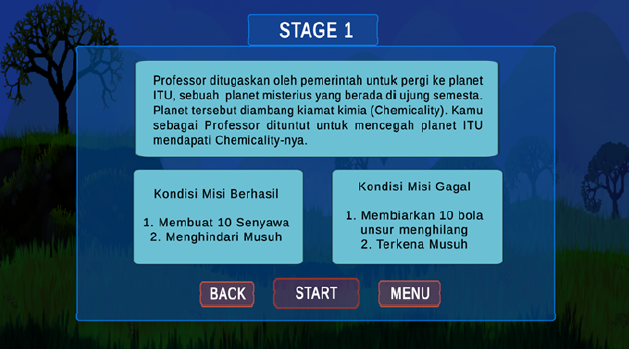 STAGE 1
Professor ditugaskan oleh pemerintah untuk pergi ke planet
ITU, sebuah planet misterius yang berada di ujung semesta.
Planet tersebut diambang kiamat kimia (Chemicality). Kamu
sebagai Professor dituntut untuk mencegah planet ITU
mendapati Chemicality-nya.
Kondisi Misi Berhasil
1. Membuat 10 Senyawa
2. Menghindari Musuh
Kondisi Misi Gagal
1. Membiarkan 10 bola
unsur menghilang
2. Terkena Musuh
BACK
START
MENU